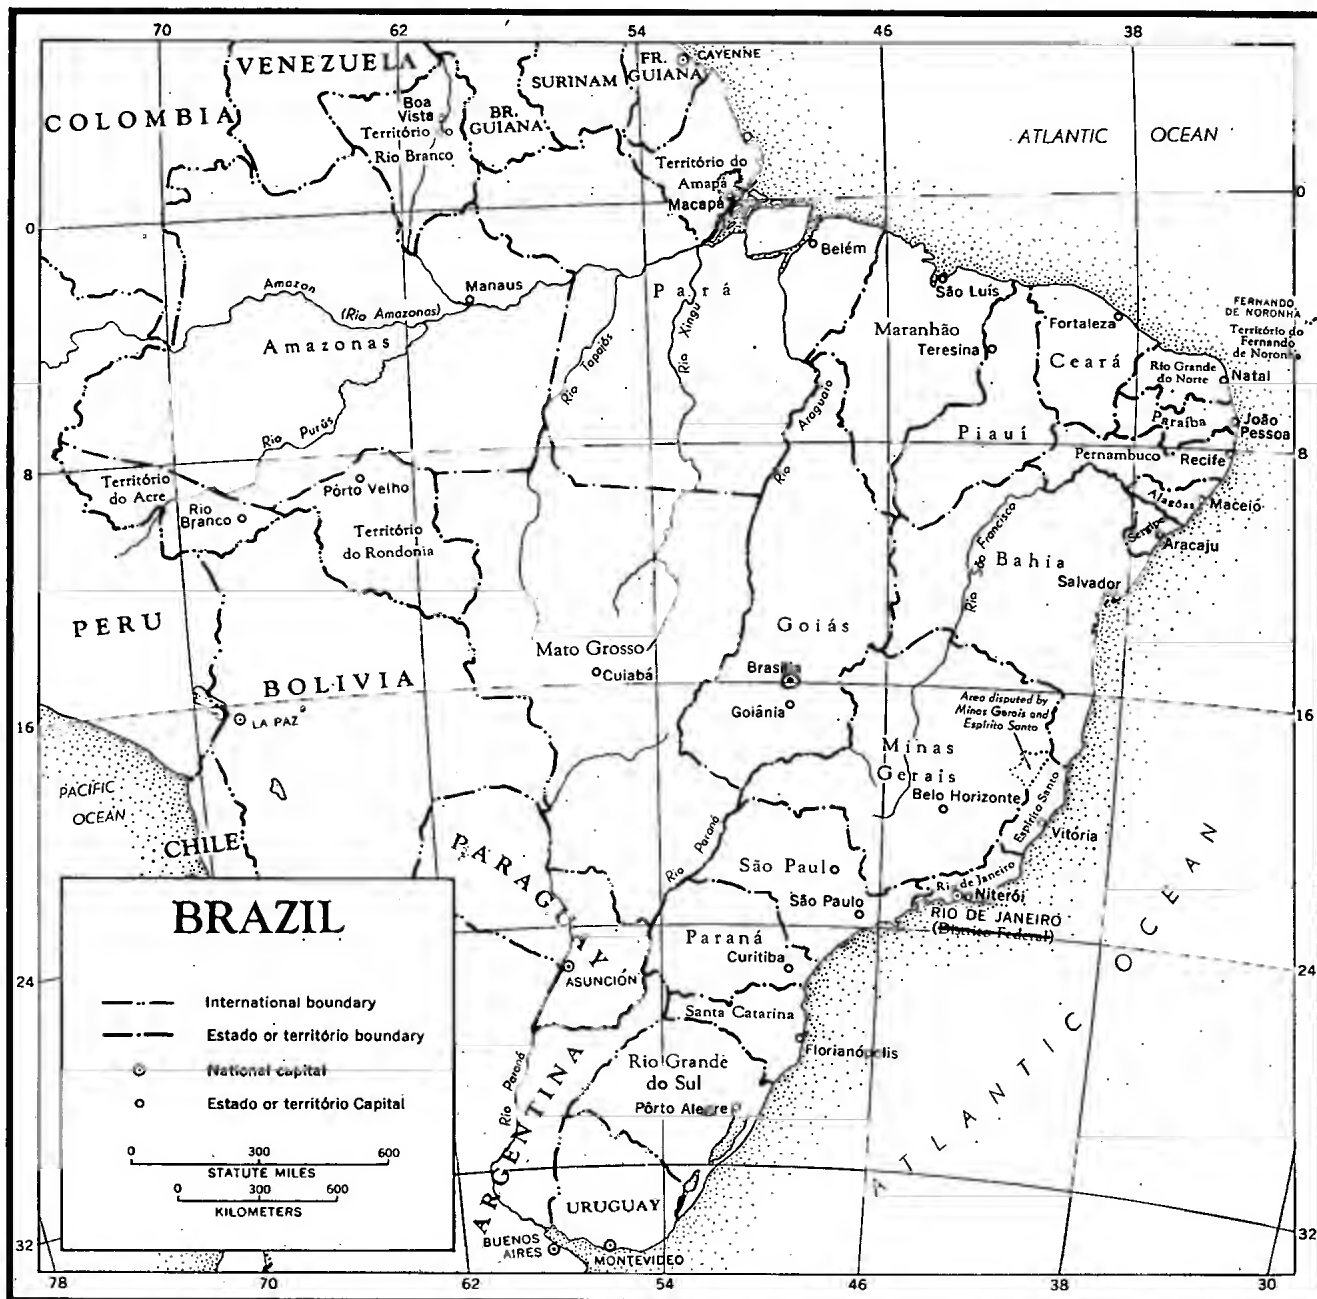 70 62 54 46 38
VENEZUELA
COLOMBIA
Boa
Vista
Território
Rio Branco
BR.
GUIANA
SURINAM
FR.
GUIANA
CAYENNE
ATLANTIC OCEAN
Território do
Amapá
Macapá
0
0
Belém
Amazon
(Rio Amazonas)
Manaus
Amazonas
Pará
Rio Xingu
Rio Tapajós
São Luís
Maranhão
Teresina
Fortaleza
Ceará
FERNANDO
DE NORONHA
Território do
Fernando
de Noron
Rio Grande
do Norte
Natal
Paraíba
João
Pessoa
Rio Purús
Rio Araguaia
Piauí
Pernambuco
Recife
8
8
Território
do Acre
Rio
Branco
Pôrto Velho
Território
do Rondonia
Alagôas
Maceió
Sergipe
Aracaju
Rio São Francisco
Bahia
Salvador
PERU
BOLIVIA
LA PAZ
Mato Grosso
Cuiabá
Goiás
Brasí
Goiânia
Area disputed by
Minas Gerais and
Espírito Santo
16
16
PACIFIC
OCEAN
CHILE
Minas
Gerais
Belo Horizonte
Espírito Santo
Vitória
PARAGUAY
Rio Paraná
São Paulo
São Paulo
Ri de Janeiro
Niterói
RIO DE JANEIRO
(Distrito Federal)
ATLANTIC OCEAN
Paraná
Curitiba
ASUNCIÓN
24
24
Santa Catarina
Florianópolis
Rio Grande
do Sul
Pôrto Alegre
Rio Paraná
ARGENTINA
URUGUAY
BUENOS
AIRES
MONTEVIDEO
32
32
BRAZIL
International boundary
Estado or território boundary
National capital
Estado or território Capital
0 300 600
STATUTE MILES
0 300 600
KILOMETERS
78 70 62 54 46 38 30